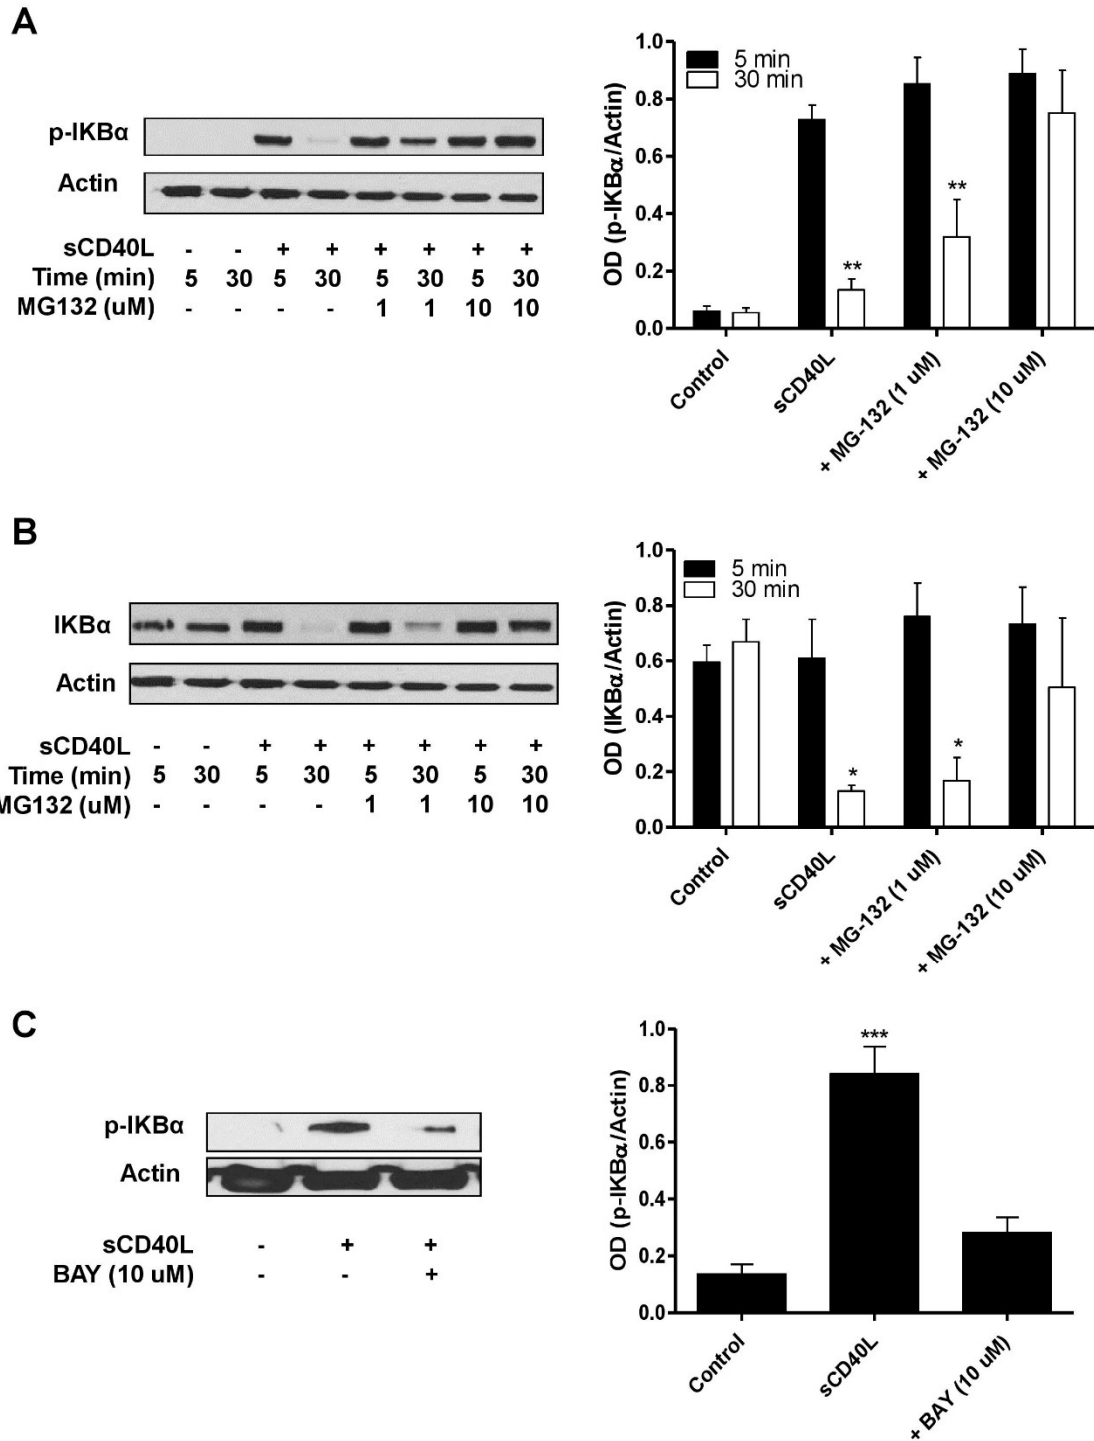 A
p-IKBα
Actin
sCD40L - - + + + + + +
Time (min) 5 30 5 30 5 30 5 30
MG132 (uM) - - - - 1 1 10 10
OD (p-IKBα/Actin)
1.0
0.8
0.6
0.4
0.2
0.0
5 min
30 min
**
**
Control
sCD40L
+ MG-132 (1 uM)
+ MG-132 (10 uM)
B
IKBα
Actin
sCD40L - - + + + + + +
Time (min) 5 30 5 30 5 30 5 30
MG132 (uM) - - - - 1 1 10 10
OD (IKBα/Actin)
1.0
0.8
0.6
0.4
0.2
0.0
5 min
30 min
*
*
Control
sCD40L
+ MG-132 (1 uM)
+ MG-132 (10 uM)
C
p-IKBα
Actin
sCD40L - + +
BAY (10 uM) - - +
OD (p-IKBα/Actin)
1.0
0.8
0.6
0.4
0.2
0.0
***
Control
sCD40L
+ BAY (10 uM)